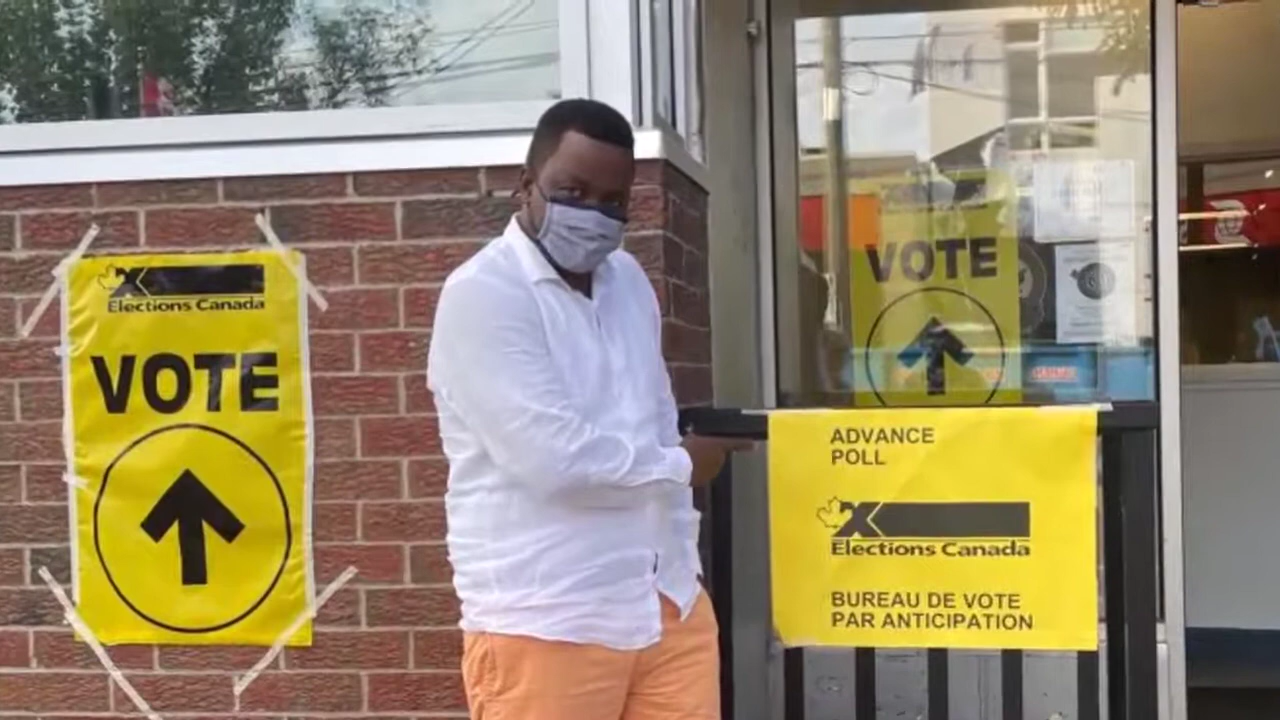 Elections Canada
VOTE
VOTE
ADVANCE
POLL
Elections Canada
BUREAU DE VOTE
PAR ANTICIPATION